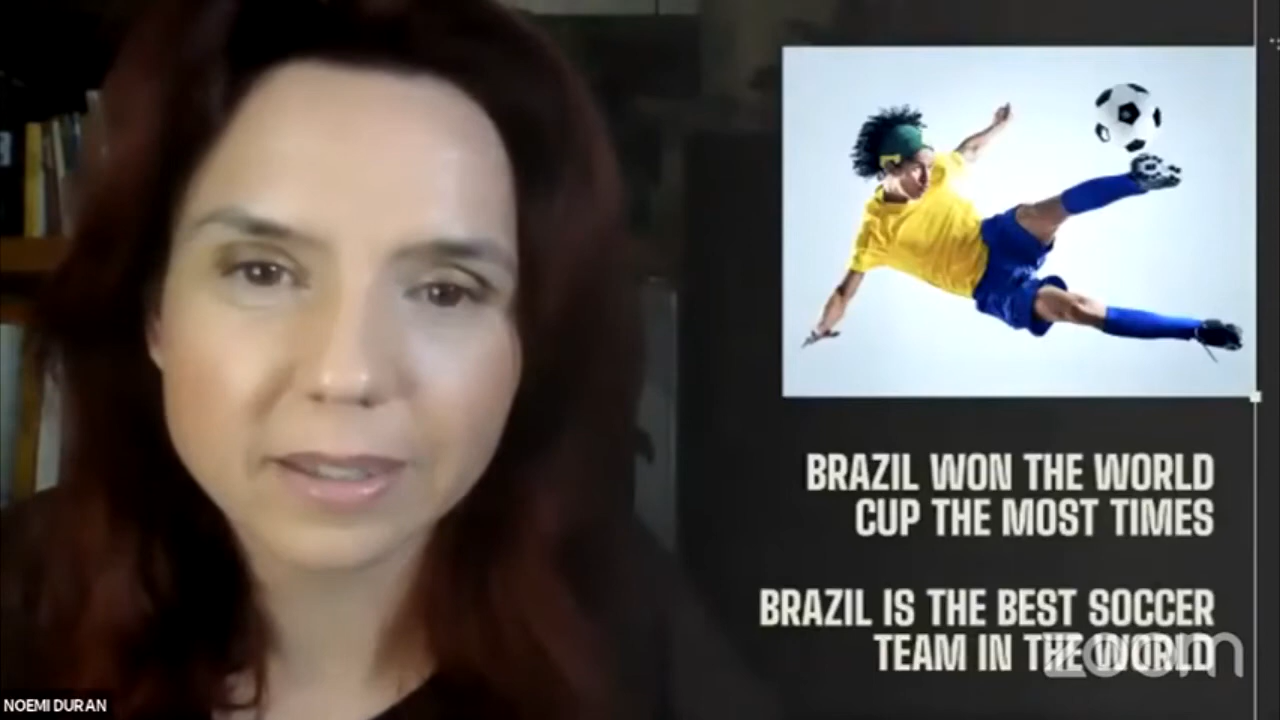 BRAZIL WON THE WORLD
CUP THE MOST TIMES
BRAZIL IS THE BEST SOCCER
TEAM IN THE WORLD
zoom
NOEMI DURAN